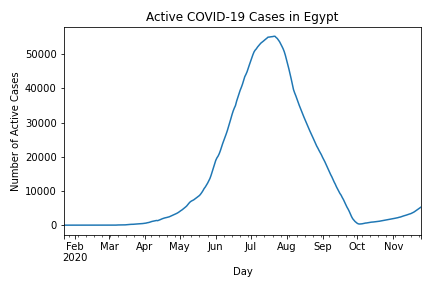 Active COVID-19 Cases in Egypt
Number of Active Cases
50000
40000
30000
20000
10000
0
Feb Mar Apr May Jun Jul Aug Sep Oct Nov
2020
Day